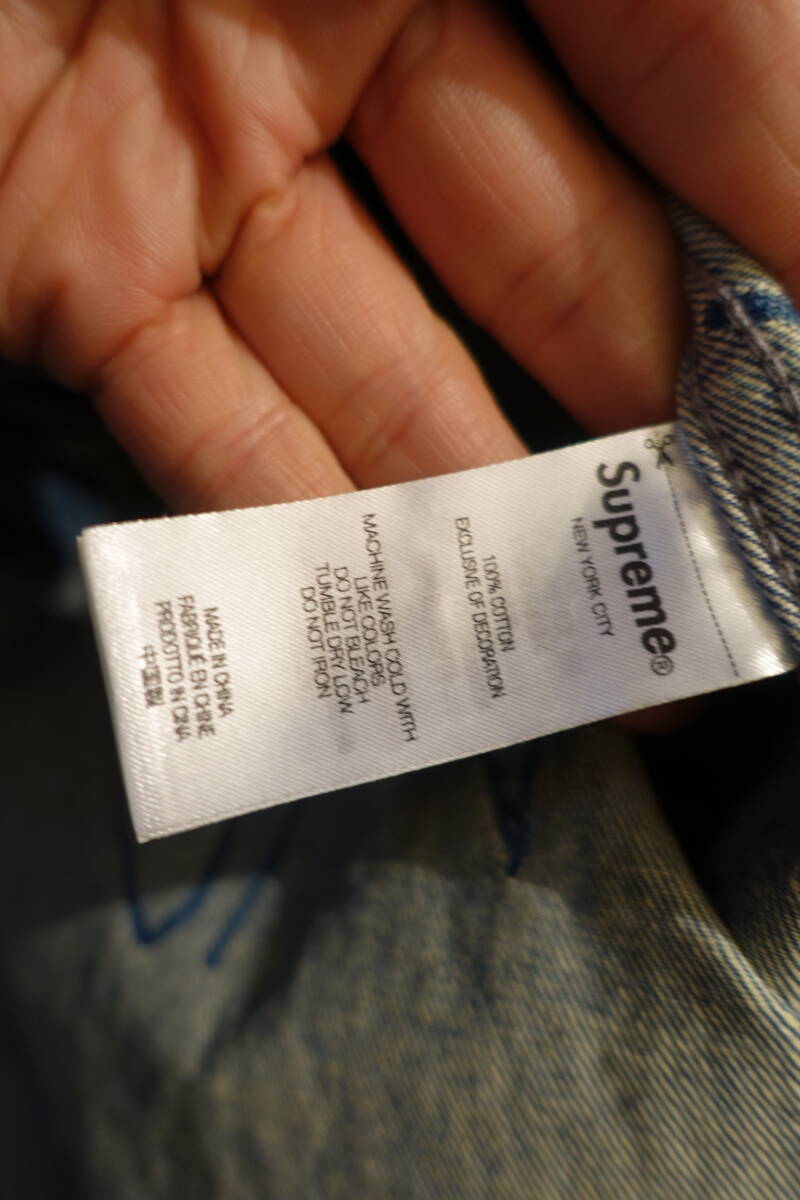 Supreme®
NEW YORK CITY
100% COTTON
EXCLUSIVE OF DECORATION
MACHINE WASH COLD WITH
LIKE COLORS
DO NOT BLEACH
TUMBLE DRY LOW
DO NOT IRON
MADE IN CHINA
FABRIQUÉ EN CHINE
PRODOTTO IN CINA
中国製